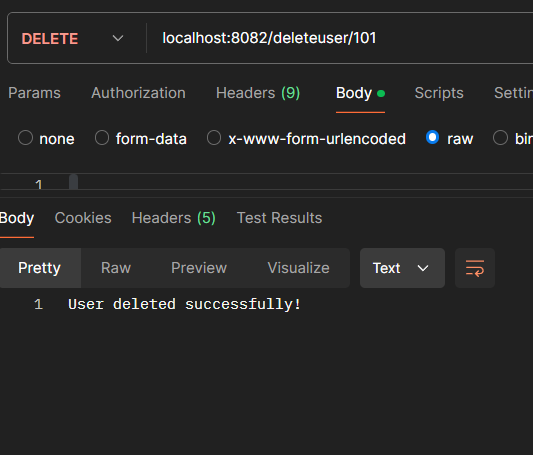 DELETE localhost:8082/deleteuser/101
Params Authorization Headers (9) Body Scripts Settin
none form-data x-www-form-urlencoded raw bin
1
Body Cookies Headers (5) Test Results
Pretty Raw Preview Visualize Text
1 User deleted successfully!